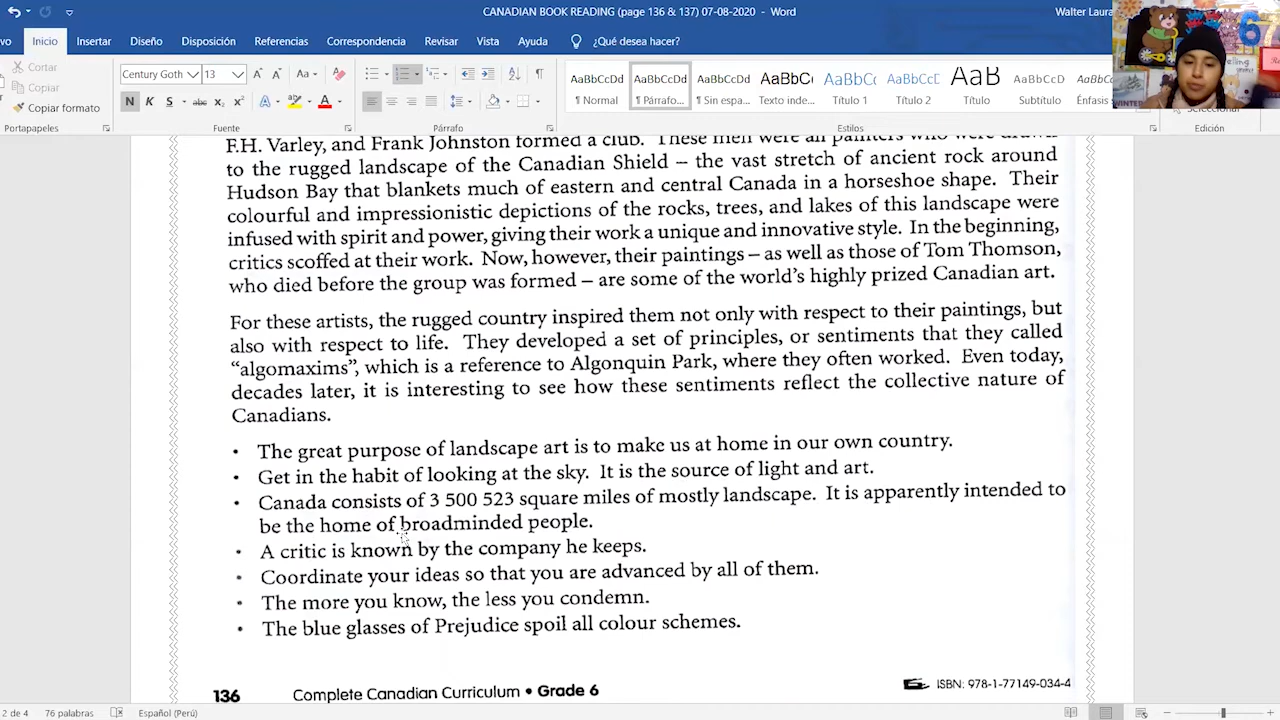 CANADIAN BOOK READING (page 136 & 137) 07-08-2020 - Word
Walter Laura
Inicio Insertar Diseño Disposición Referencias Correspondencia Revisar Vista Ayuda ¿Qué desea hacer?
Cortar
Copiar
Copiar formato
Century Goth 13
N K S abc x₂ x²
AaBbCcDd AaBbCcDd AaBbCcDd AaBbC AaBbC AaBbCcD AaB AaBbCcD AaBbCcDd
¶ Normal ¶ Párrafo... ¶ Sin espa... Texto inde... Título 1 Título 2 Título Subtítulo Énfasis
Portapapeles Fuente Párrafo Estilos Edición
F.H. Varley, and Frank Johnston formed a club. These men were all painters who were drawn
to the rugged landscape of the Canadian Shield – the vast stretch of ancient rock around
Hudson Bay that blankets much of eastern and central Canada in a horseshoe shape. Their
colourful and impressionistic depictions of the rocks, trees, and lakes of this landscape were
infused with spirit and power, giving their work a unique and innovative style. In the beginning,
critics scoffed at their work. Now, however, their paintings – as well as those of Tom Thomson,
who died before the group was formed – are some of the world's highly prized Canadian art.
For these artists, the rugged country inspired them not only with respect to their paintings, but
also with respect to life. They developed a set of principles, or sentiments that they called
“algomaxims”, which is a reference to Algonquin Park, where they often worked. Even today,
decades later, it is interesting to see how these sentiments reflect the collective nature of
Canadians.
• The great purpose of landscape art is to make us at home in our own country.
• Get in the habit of looking at the sky. It is the source of light and art.
• Canada consists of 3 500 523 square miles of mostly landscape. It is apparently intended to
be the home of broadminded people.
• A critic is known by the company he keeps.
• Coordinate your ideas so that you are advanced by all of them.
• The more you know, the less you condemn.
• The blue glasses of Prejudice spoil all colour schemes.
136 Complete Canadian Curriculum • Grade 6
ISBN: 978-1-77149-034-4
2 de 4 76 palabras Español (Perú)